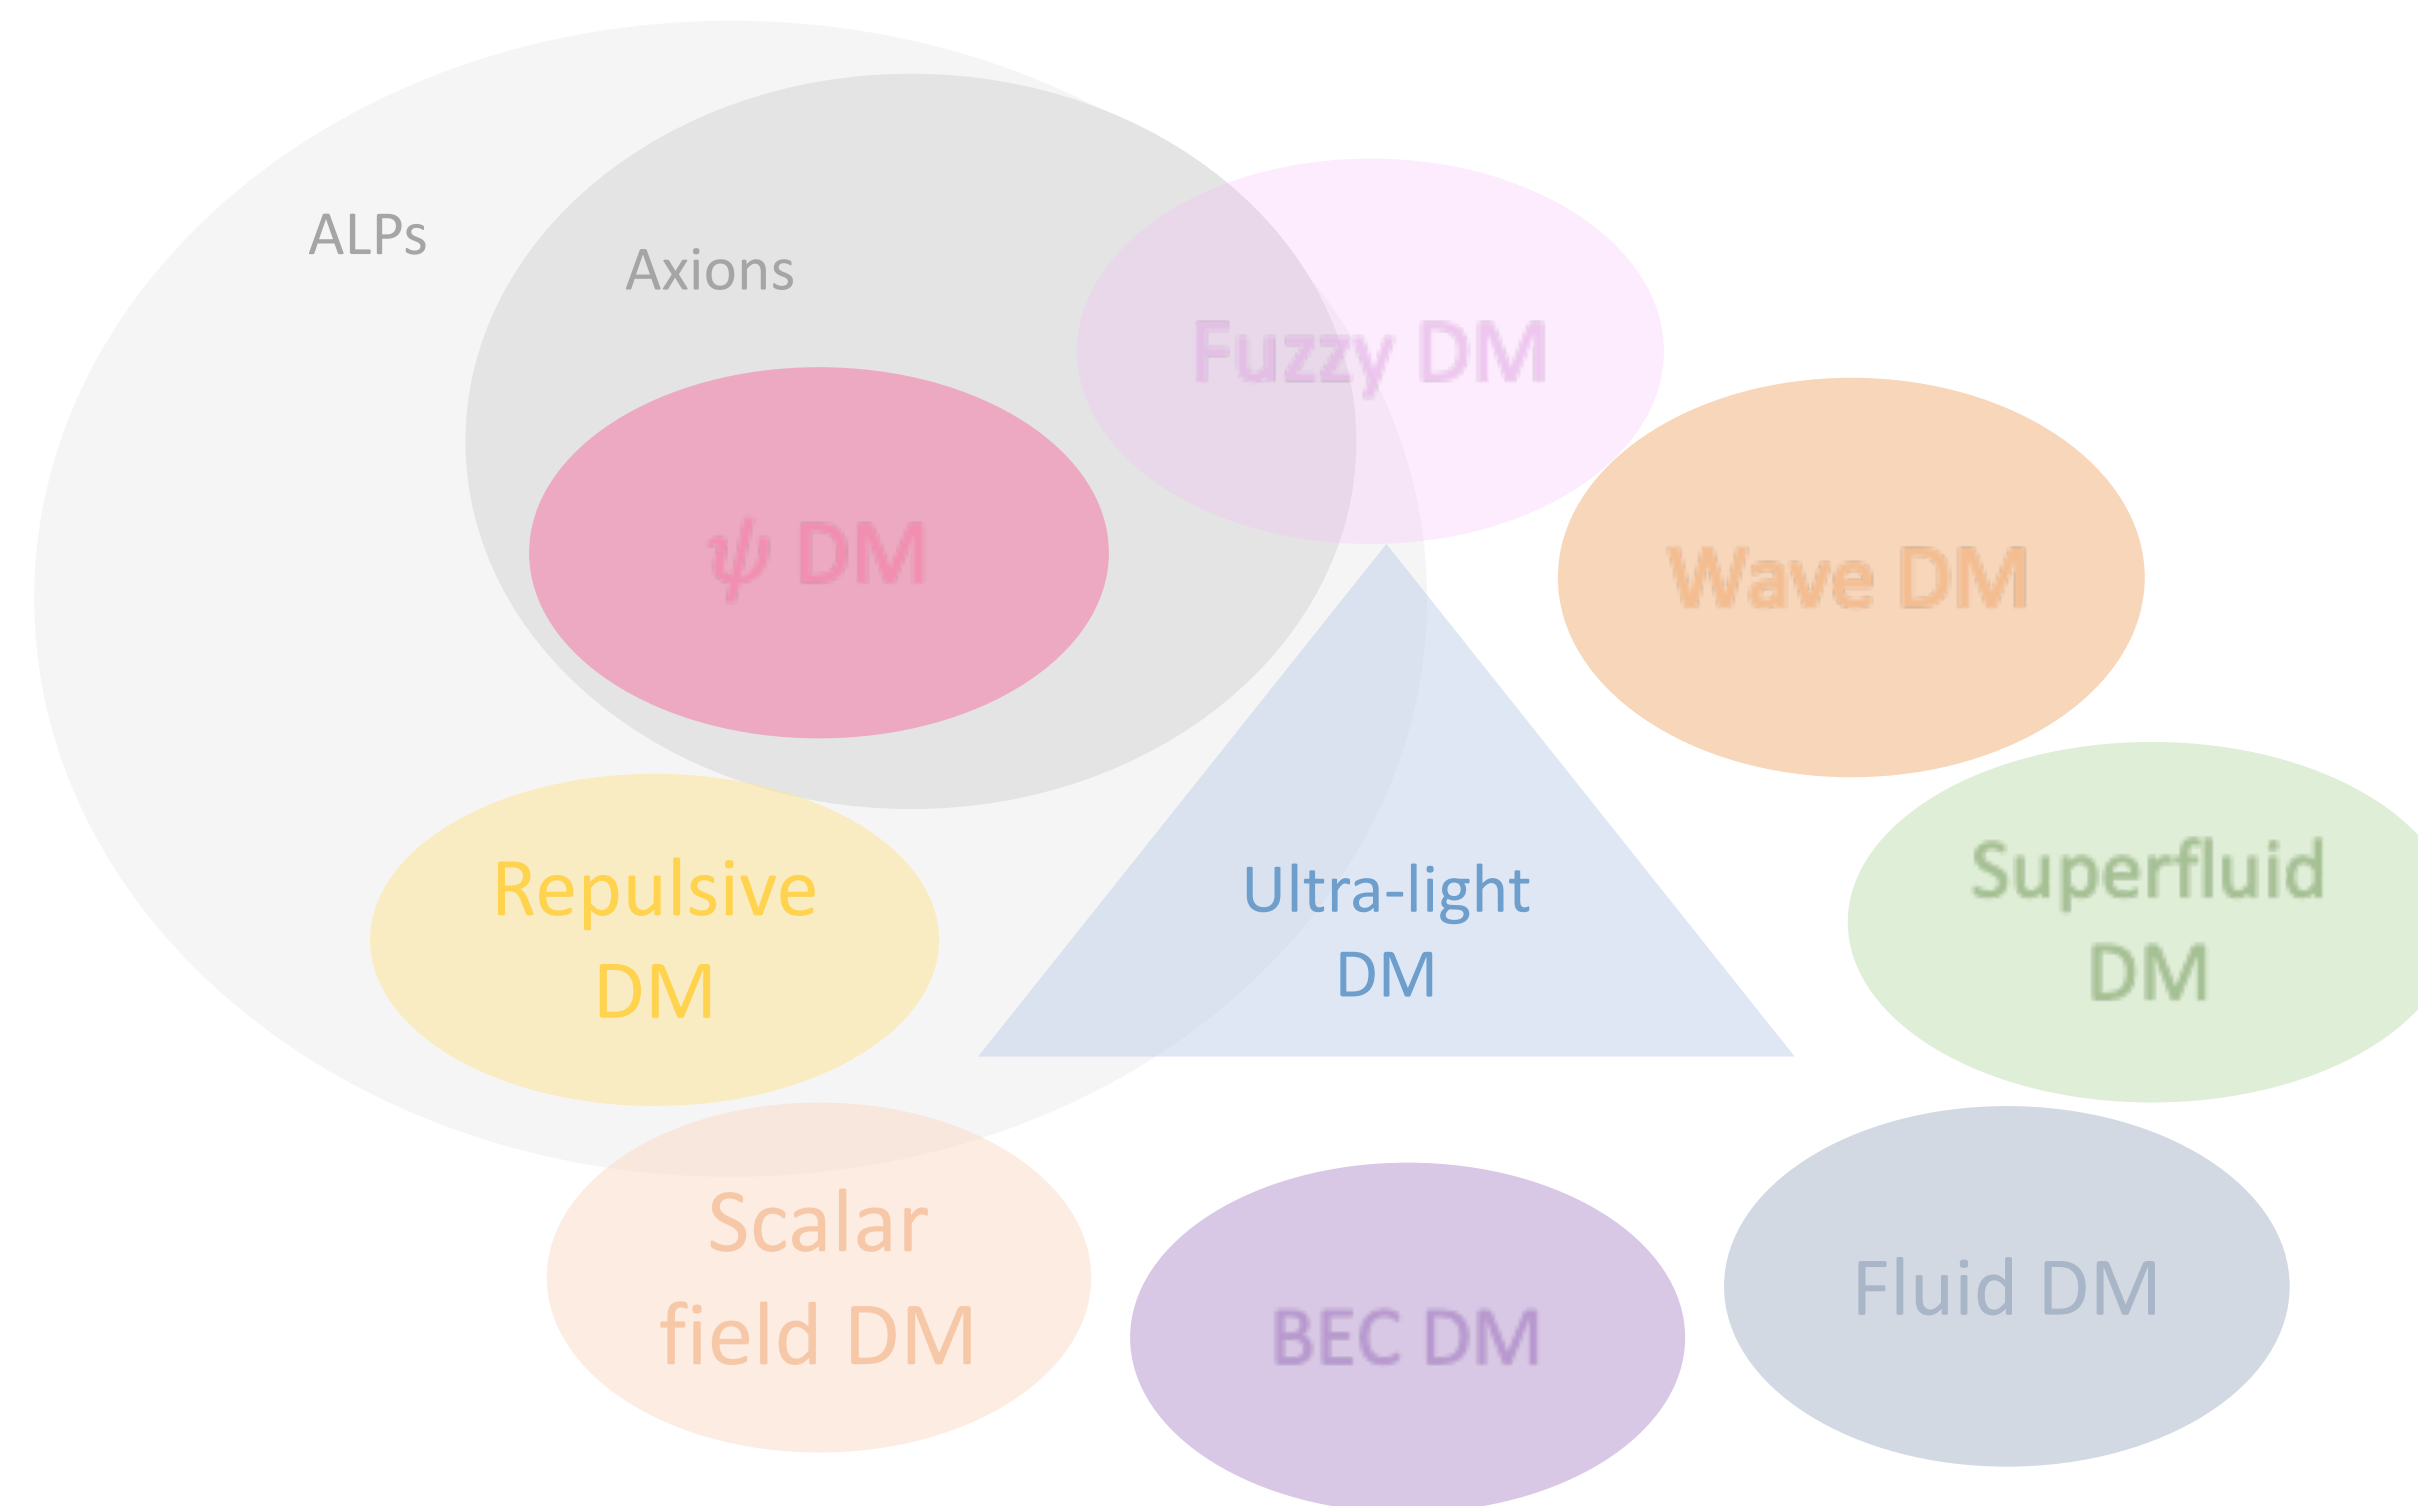 ALPs
Axions
Fuzzy DM
ψ DM
Wave DM
Repulsive
DM
Ultra-light
DM
Superfluid
DM
Scalar
field DM
BEC DM
Fluid DM